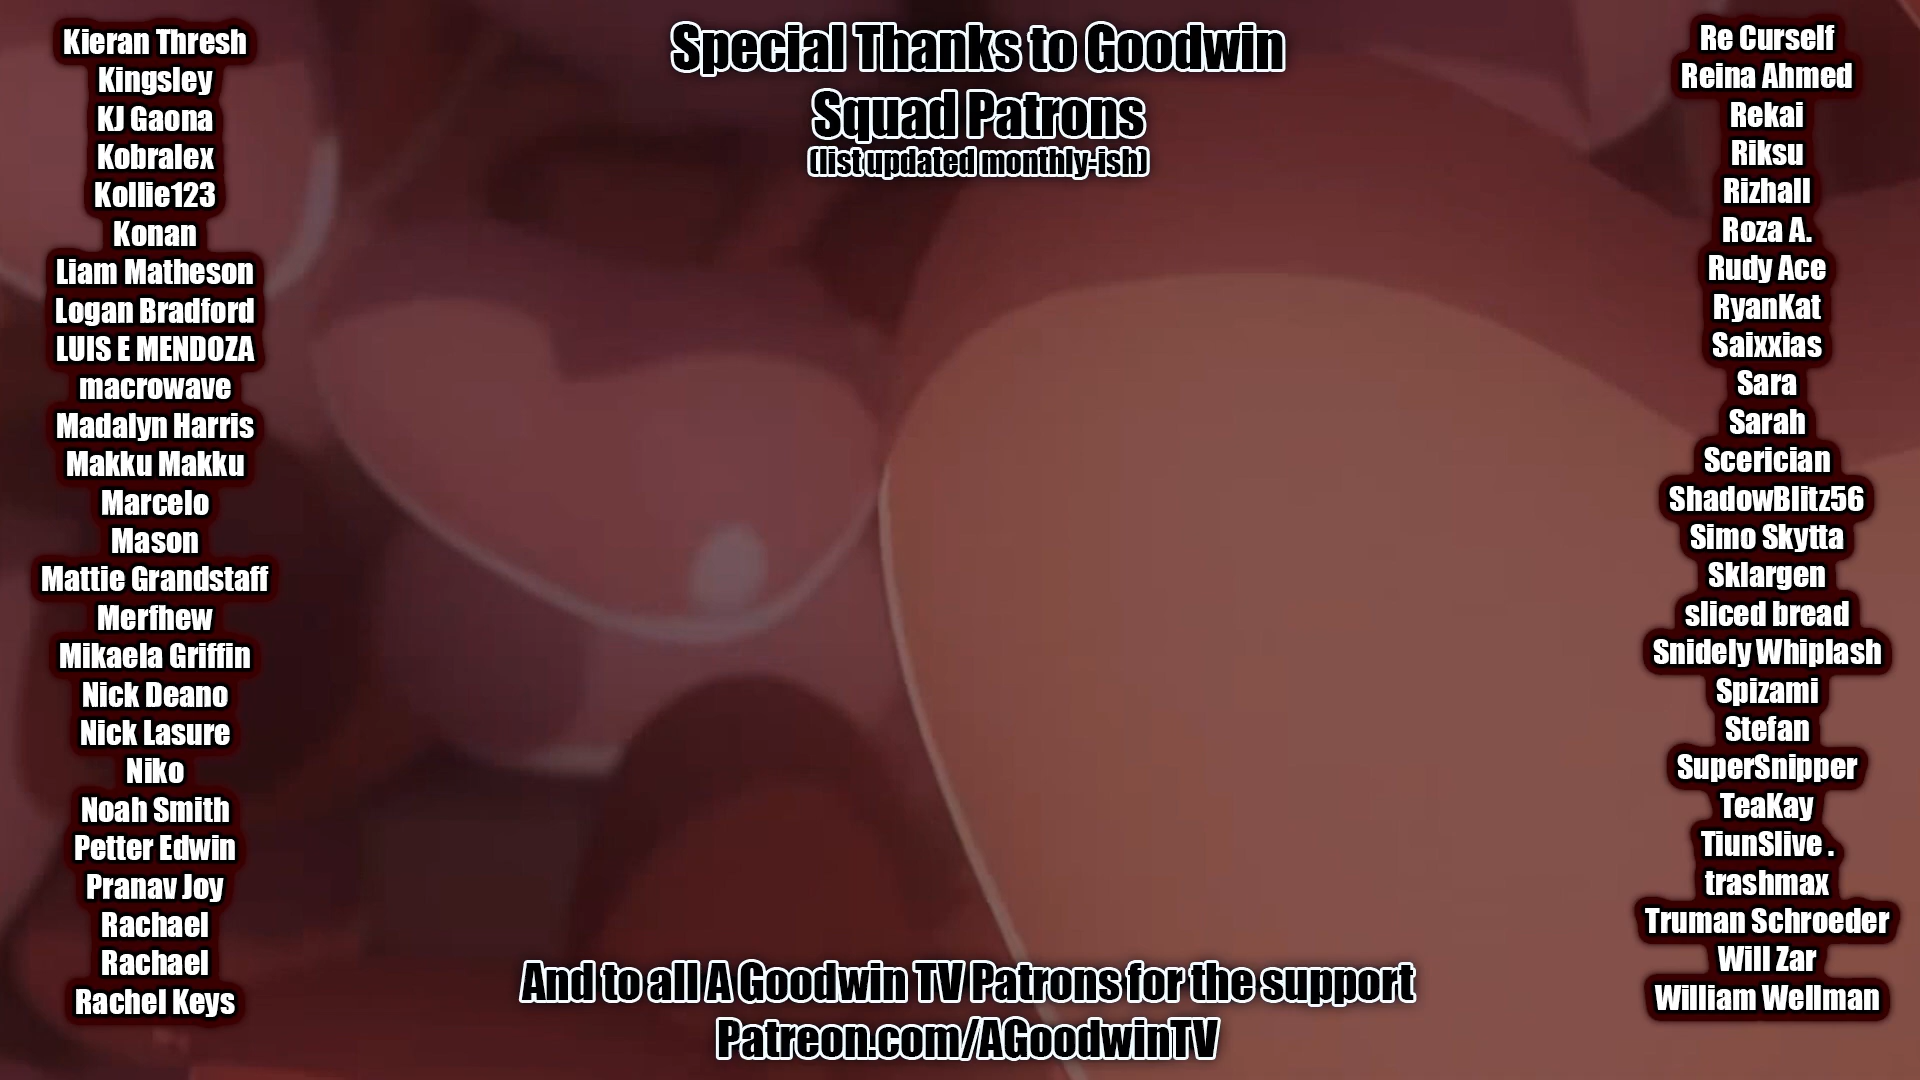 Kieran Thresh
Kingsley
KJ Gaona
Kobralex
Kollie123
Konan
Liam Matheson
Logan Bradford
LUIS E MENDOZA
macrowave
Madalyn Harris
Makku Makku
Marcelo
Mason
Mattie Grandstaff
Merfhew
Mikaela Griffin
Nick Deano
Nick Lasure
Niko
Noah Smith
Petter Edwin
Pranav Joy
Rachael
Rachael
Rachel Keys
Special Thanks to Goodwin
Squad Patrons
(list updated monthly-ish)
And to all A Goodwin TV Patrons for the support
Patreon.com/AGoodwinTV
Re Curself
Reina Ahmed
Rekai
Riksu
Rizhall
Roza A.
Rudy Ace
RyanKat
Saixxias
Sara
Sarah
Scerician
ShadowBlitz56
Simo Skytta
Sklargen
sliced bread
Snidely Whiplash
Spizami
Stefan
SuperSnipper
TeaKay
TiunSlive .
trashmax
Truman Schroeder
Will Zar
William Wellman